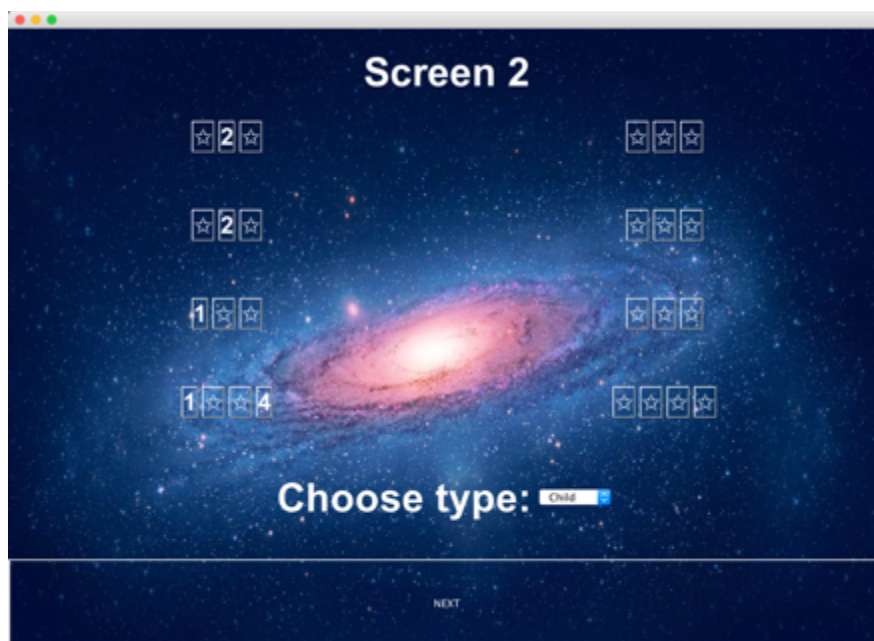 Screen 2
☆ 2 ☆ ☆ ☆ ☆
☆ 2 ☆ ☆ ☆ ☆
1 ☆ ☆ ☆ ☆ ☆
1 ☆ ☆ 4 ☆ ☆ ☆ ☆
Choose type: Child
NEXT